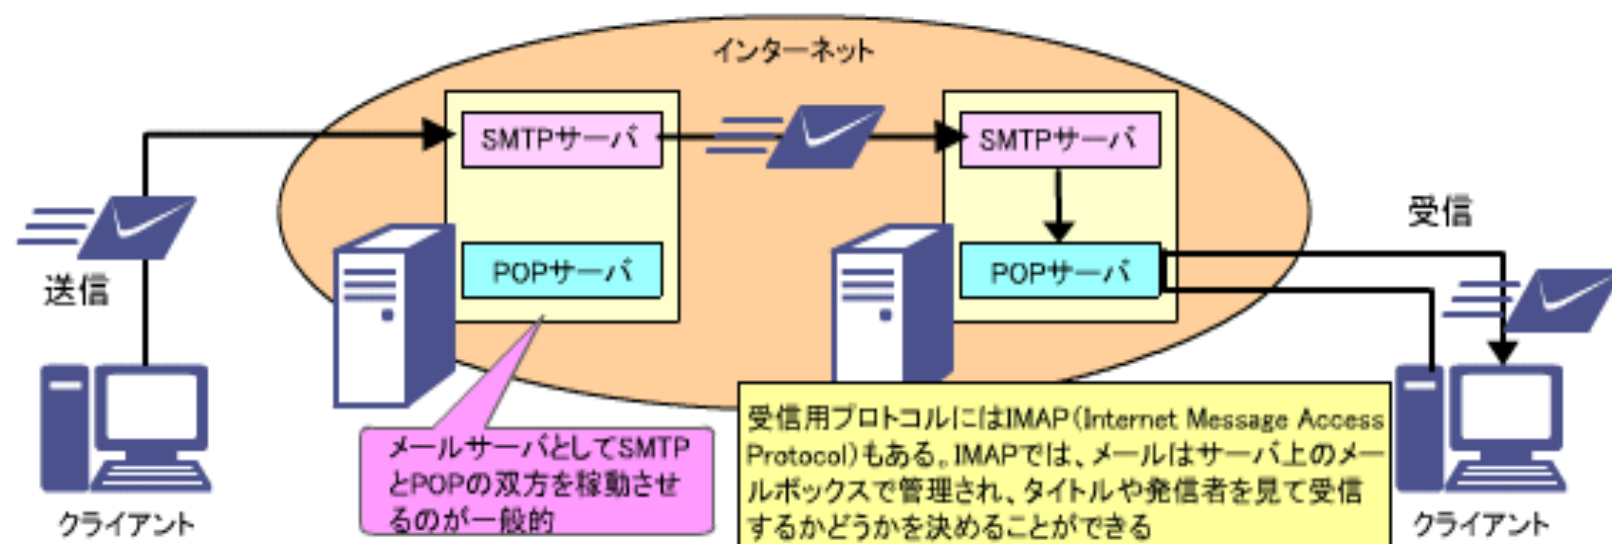 インターネット
SMTPサーバ
SMTPサーバ
受信
POPサーバ
POPサーバ
送信
メールサーバとしてSMTP
とPOPの双方を稼動させ
るのが一般的
受信用プロトコルにはIMAP(Internet Message Access
Protocol)もある。IMAPでは、メールはサーバ上のメー
ルボックスで管理され、タイトルや発信者を見て受信
するかどうかを決めることができる
クライアント
クライアント